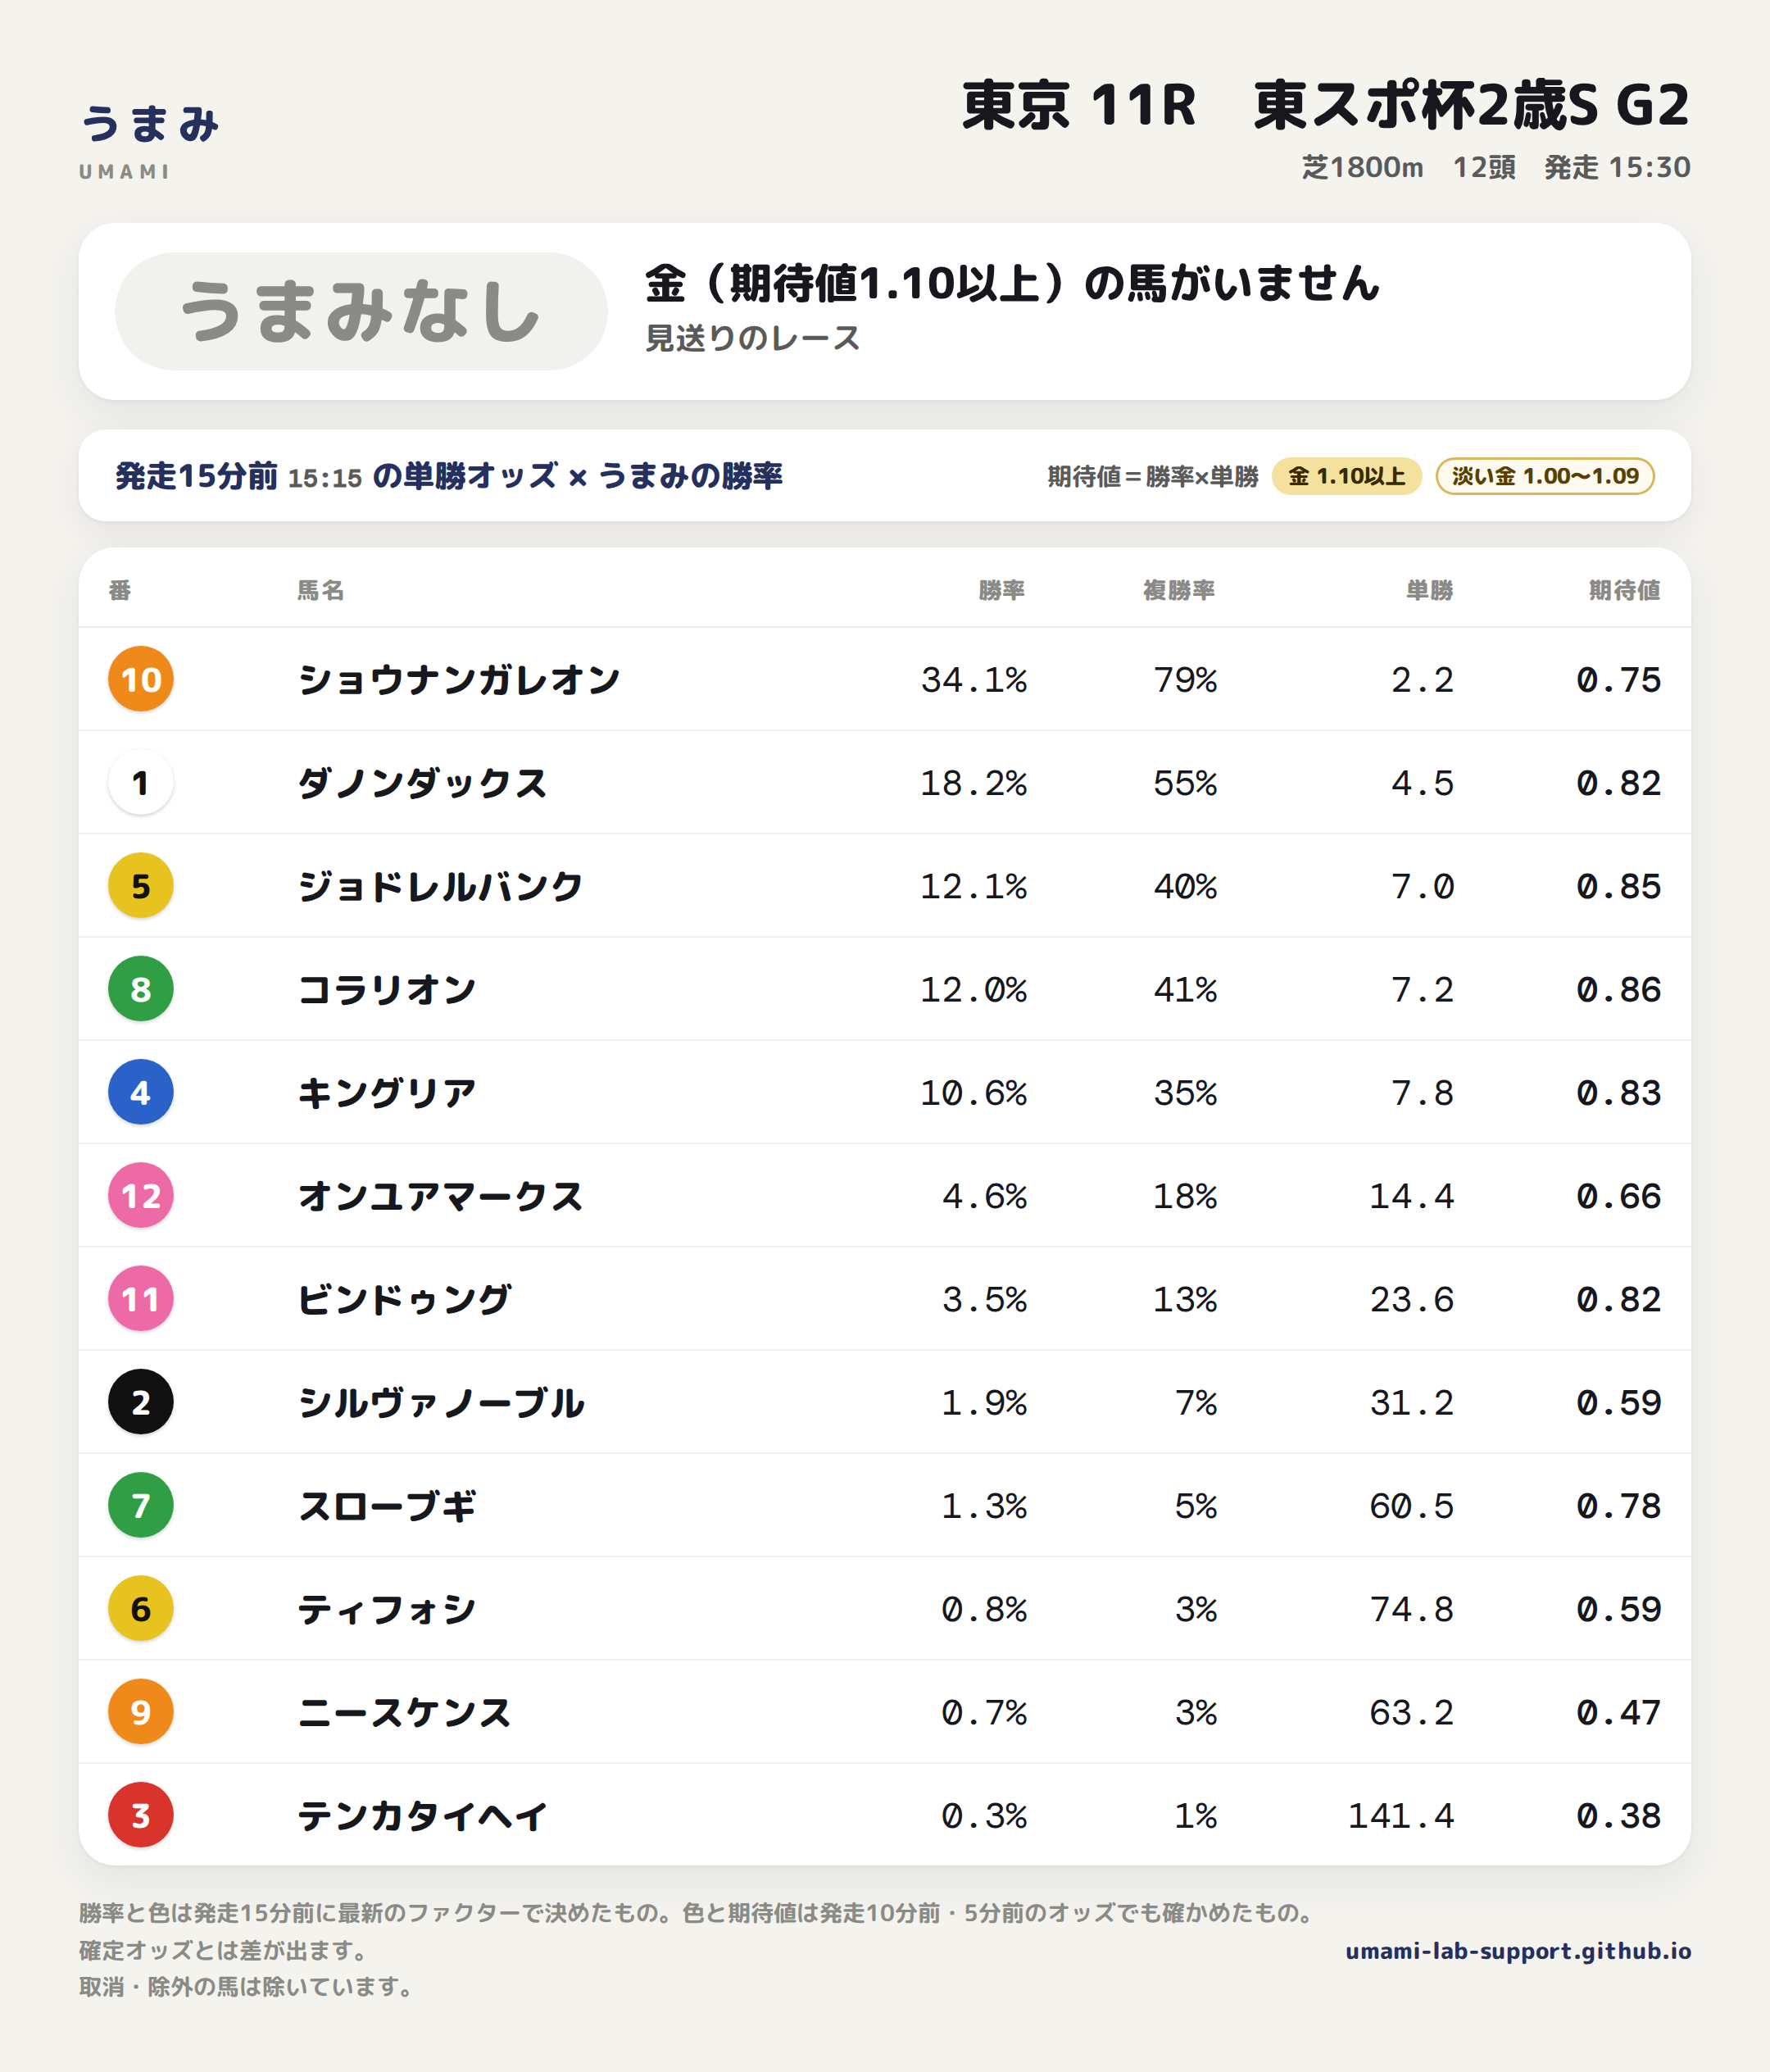 うまみ
UMAMI
東京 11R　東スポ杯2歳S G2
芝1800m　12頭　発走 15:30
うまみなし
金（期待値1.10以上）の馬がいません
見送りのレース
発走15分前 15:15 の単勝オッズ × うまみの勝率
期待値＝勝率×単勝 金 1.10以上 淡い金 1.00〜1.09
番 馬名 勝率 複勝率 単勝 期待値
10 ショウナンガレオン 34.1% 79% 2.2 0.75
1 ダノンダックス 18.2% 55% 4.5 0.82
5 ジョドレルバンク 12.1% 40% 7.0 0.85
8 コラリオン 12.0% 41% 7.2 0.86
4 キングリア 10.6% 35% 7.8 0.83
12 オンユアマークス 4.6% 18% 14.4 0.66
11 ビンドゥング 3.5% 13% 23.6 0.82
2 シルヴァノーブル 1.9% 7% 31.2 0.59
7 スローブギ 1.3% 5% 60.5 0.78
6 ティフォシ 0.8% 3% 74.8 0.59
9 ニースケンス 0.7% 3% 63.2 0.47
3 テンカタイヘイ 0.3% 1% 141.4 0.38
勝率と色は発走15分前に最新のファクターで決めたもの。色と期待値は発走10分前・5分前のオッズでも確かめたもの。
確定オッズとは差が出ます。
取消・除外の馬は除いています。
umami-lab-support.github.io